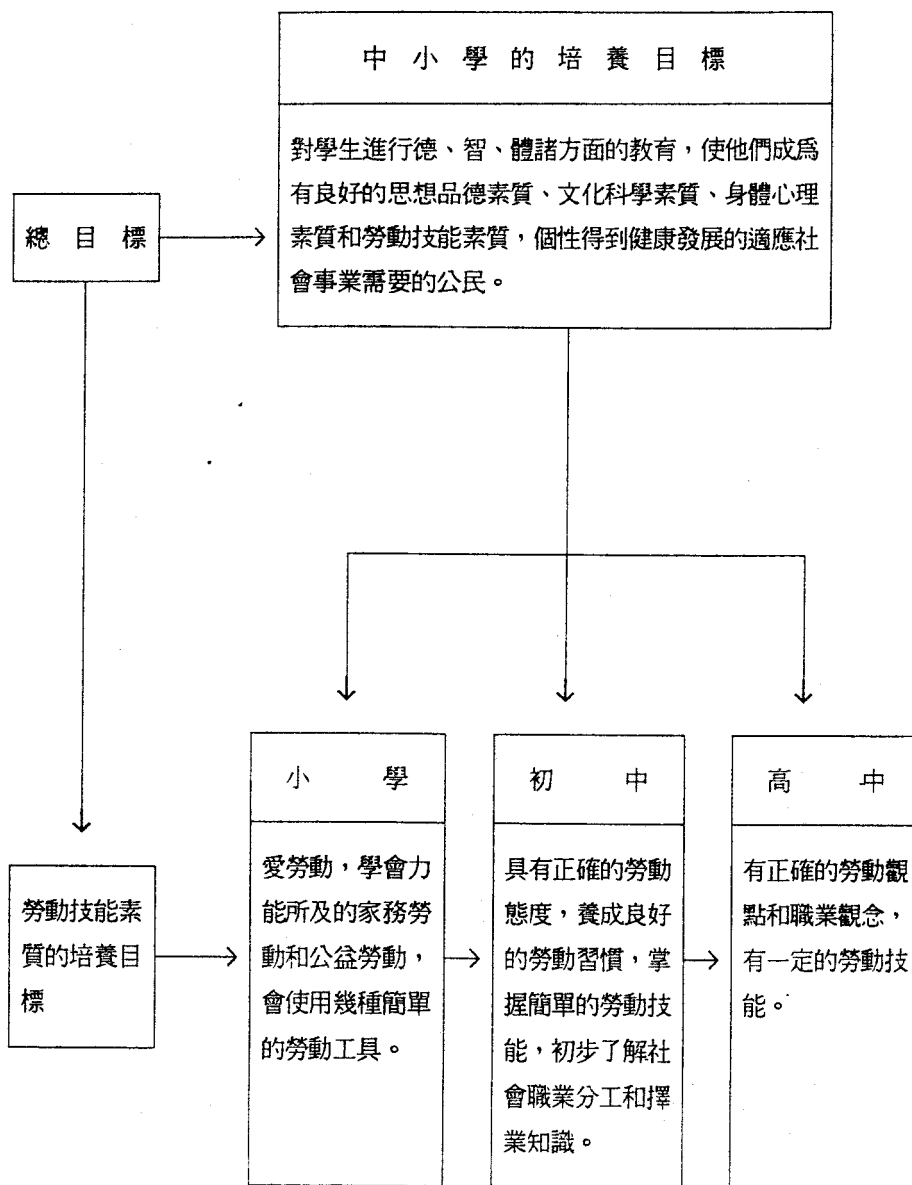 中小學的培養目標
對學生進行德、智、體諸方面的教育，使他們成爲
有良好的思想品德素質、文化科學素質、身體心理
素質和勞動技能素質，個性得到健康發展的適應社
會事業需要的公民。
總目標
小學
愛勞動，學會力
能所及的家務勞
動和公益勞動，
會使用幾種簡單
的勞動工具。
初中
具有正確的勞動
態度，養成良好
的勞動習慣，掌
握簡單的勞動技
能，初步了解社
會職業分工和擇
業知識。
高中
有正確的勞動觀
點和職業觀念，
有一定的勞動技
能。
勞動技能素
質的培養目
標